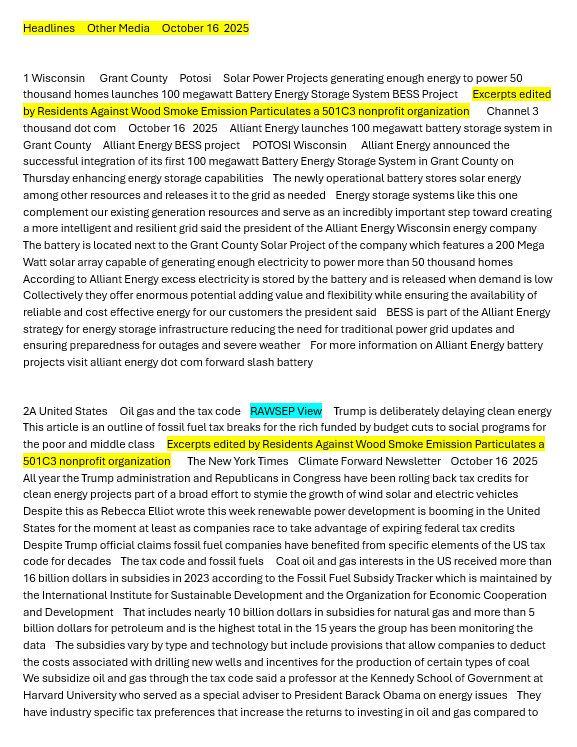 Headlines Other Media October 16 2025
1 Wisconsin Grant County Potosi Solar Power Projects generating enough energy to power 50
thousand homes launches 100 megawatt Battery Energy Storage System BESS Project Excerpts edited
by Residents Against Wood Smoke Emission Particulates a 501C3 nonprofit organization Channel 3
thousand dot com October 16 2025 Alliant Energy launches 100 megawatt battery storage system in
Grant County Alliant Energy BESS project POTOSI Wisconsin Alliant Energy announced the
successful integration of its first 100 megawatt Battery Energy Storage System in Grant County on
Thursday enhancing energy storage capabilities The newly operational battery stores solar energy
among other resources and releases it to the grid as needed Energy storage systems like this one
complement our existing generation resources and serve as an incredibly important step toward creating
a more intelligent and resilient grid said the president of the Alliant Energy Wisconsin energy company
The battery is located next to the Grant County Solar Project of the company which features a 200 Mega
Watt solar array capable of generating enough electricity to power more than 50 thousand homes
According to Alliant Energy excess electricity is stored by the battery and is released when demand is low
Collectively they offer enormous potential adding value and flexibility while ensuring the availability of
reliable and cost effective energy for our customers the president said BESS is part of the Alliant Energy
strategy for energy storage infrastructure reducing the need for traditional power grid updates and
ensuring preparedness for outages and severe weather For more information on Alliant Energy battery
projects visit alliant energy dot com forward slash battery
2A United States Oil gas and the tax code RAWSEP View Trump is deliberately delaying clean energy
This article is an outline of fossil fuel tax breaks for the rich funded by budget cuts to social programs for
the poor and middle class Excerpts edited by Residents Against Wood Smoke Emission Particulates a
501C3 nonprofit organization The New York Times Climate Forward Newsletter October 16 2025
All year the Trump administration and Republicans in Congress have been rolling back tax credits for
clean energy projects part of a broad effort to stymie the growth of wind solar and electric vehicles
Despite this as Rebecca Elliot wrote this week renewable power development is booming in the United
States for the moment at least as companies race to take advantage of expiring federal tax credits
Despite Trump official claims fossil fuel companies have benefited from specific elements of the US tax
code for decades The tax code and fossil fuels Coal oil and gas interests in the US received more than
16 billion dollars in subsidies in 2023 according to the Fossil Fuel Subsidy Tracker which is maintained by
the International Institute for Sustainable Development and the Organization for Economic Cooperation
and Development That includes nearly 10 billion dollars in subsidies for natural gas and more than 5
billion dollars for petroleum and is the highest total in the 15 years the group has been monitoring the
data The subsidies vary by type and technology but include provisions that allow companies to deduct
the costs associated with drilling new wells and incentives for the production of certain types of coal
We subsidize oil and gas through the tax code said a professor at the Kennedy School of Government at
Harvard University who served as a special adviser to President Barack Obama on energy issues They
have industry specific tax preferences that increase the returns to investing in oil and gas compared to